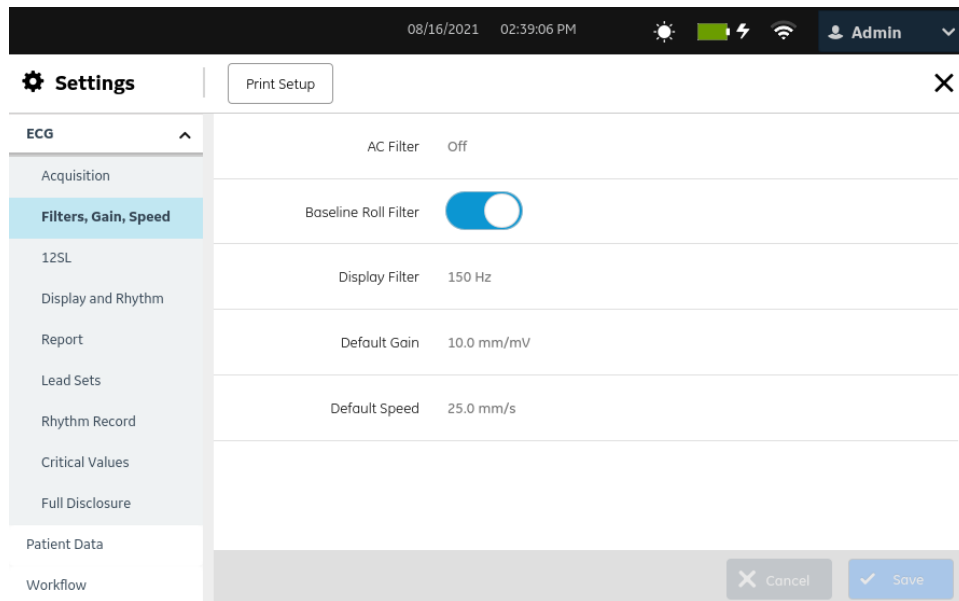 08/16/2021 02:39:06 PM Admin
Settings
Print Setup
ECG
Acquisition
Filters, Gain, Speed
12SL
Display and Rhythm
Report
Lead Sets
Rhythm Record
Critical Values
Full Disclosure
Patient Data
Workflow
AC Filter Off
Baseline Roll Filter
Display Filter 150 Hz
Default Gain 10.0 mm/mV
Default Speed 25.0 mm/s
Cancel
Save